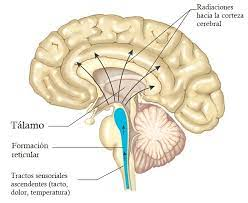 Radiaciones
hacia la corteza
cerebral
Tálamo
Formación
reticular
Tractos sensoriales
ascendentes (tacto,
dolor, temperatura)